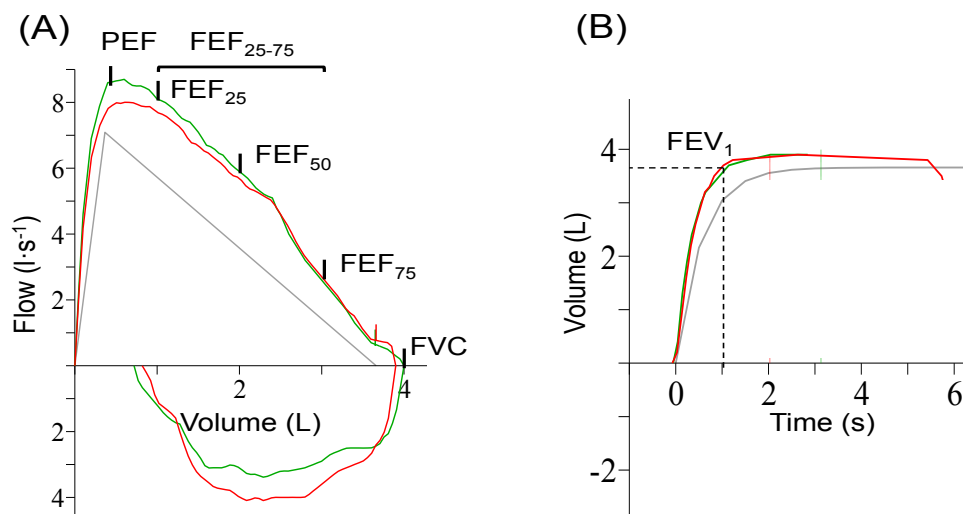 (A)
PEF
FEF25-75
FEF25
FEF50
FEF75
FVC
8
6
4
2
2
4
2
4
Flow (l·s-1)
Volume (L)
(B)
FEV1
4
2
-2
0
2
4
6
Volume (L)
Time (s)